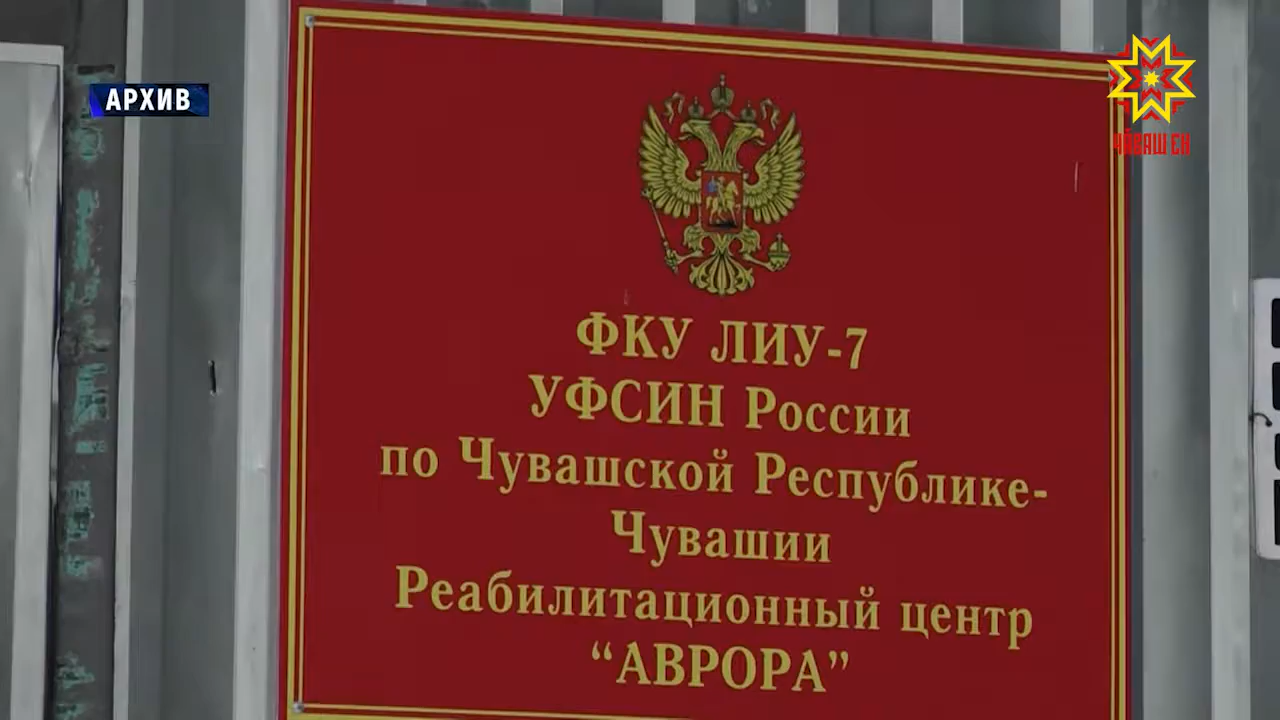 АРХИВ
ЧӐВАШ ЕН
ФКУ ЛИУ-7
УФСИН России
по Чувашской Республике-
Чувашии
Реабилитационный центр
“АВРОРА”